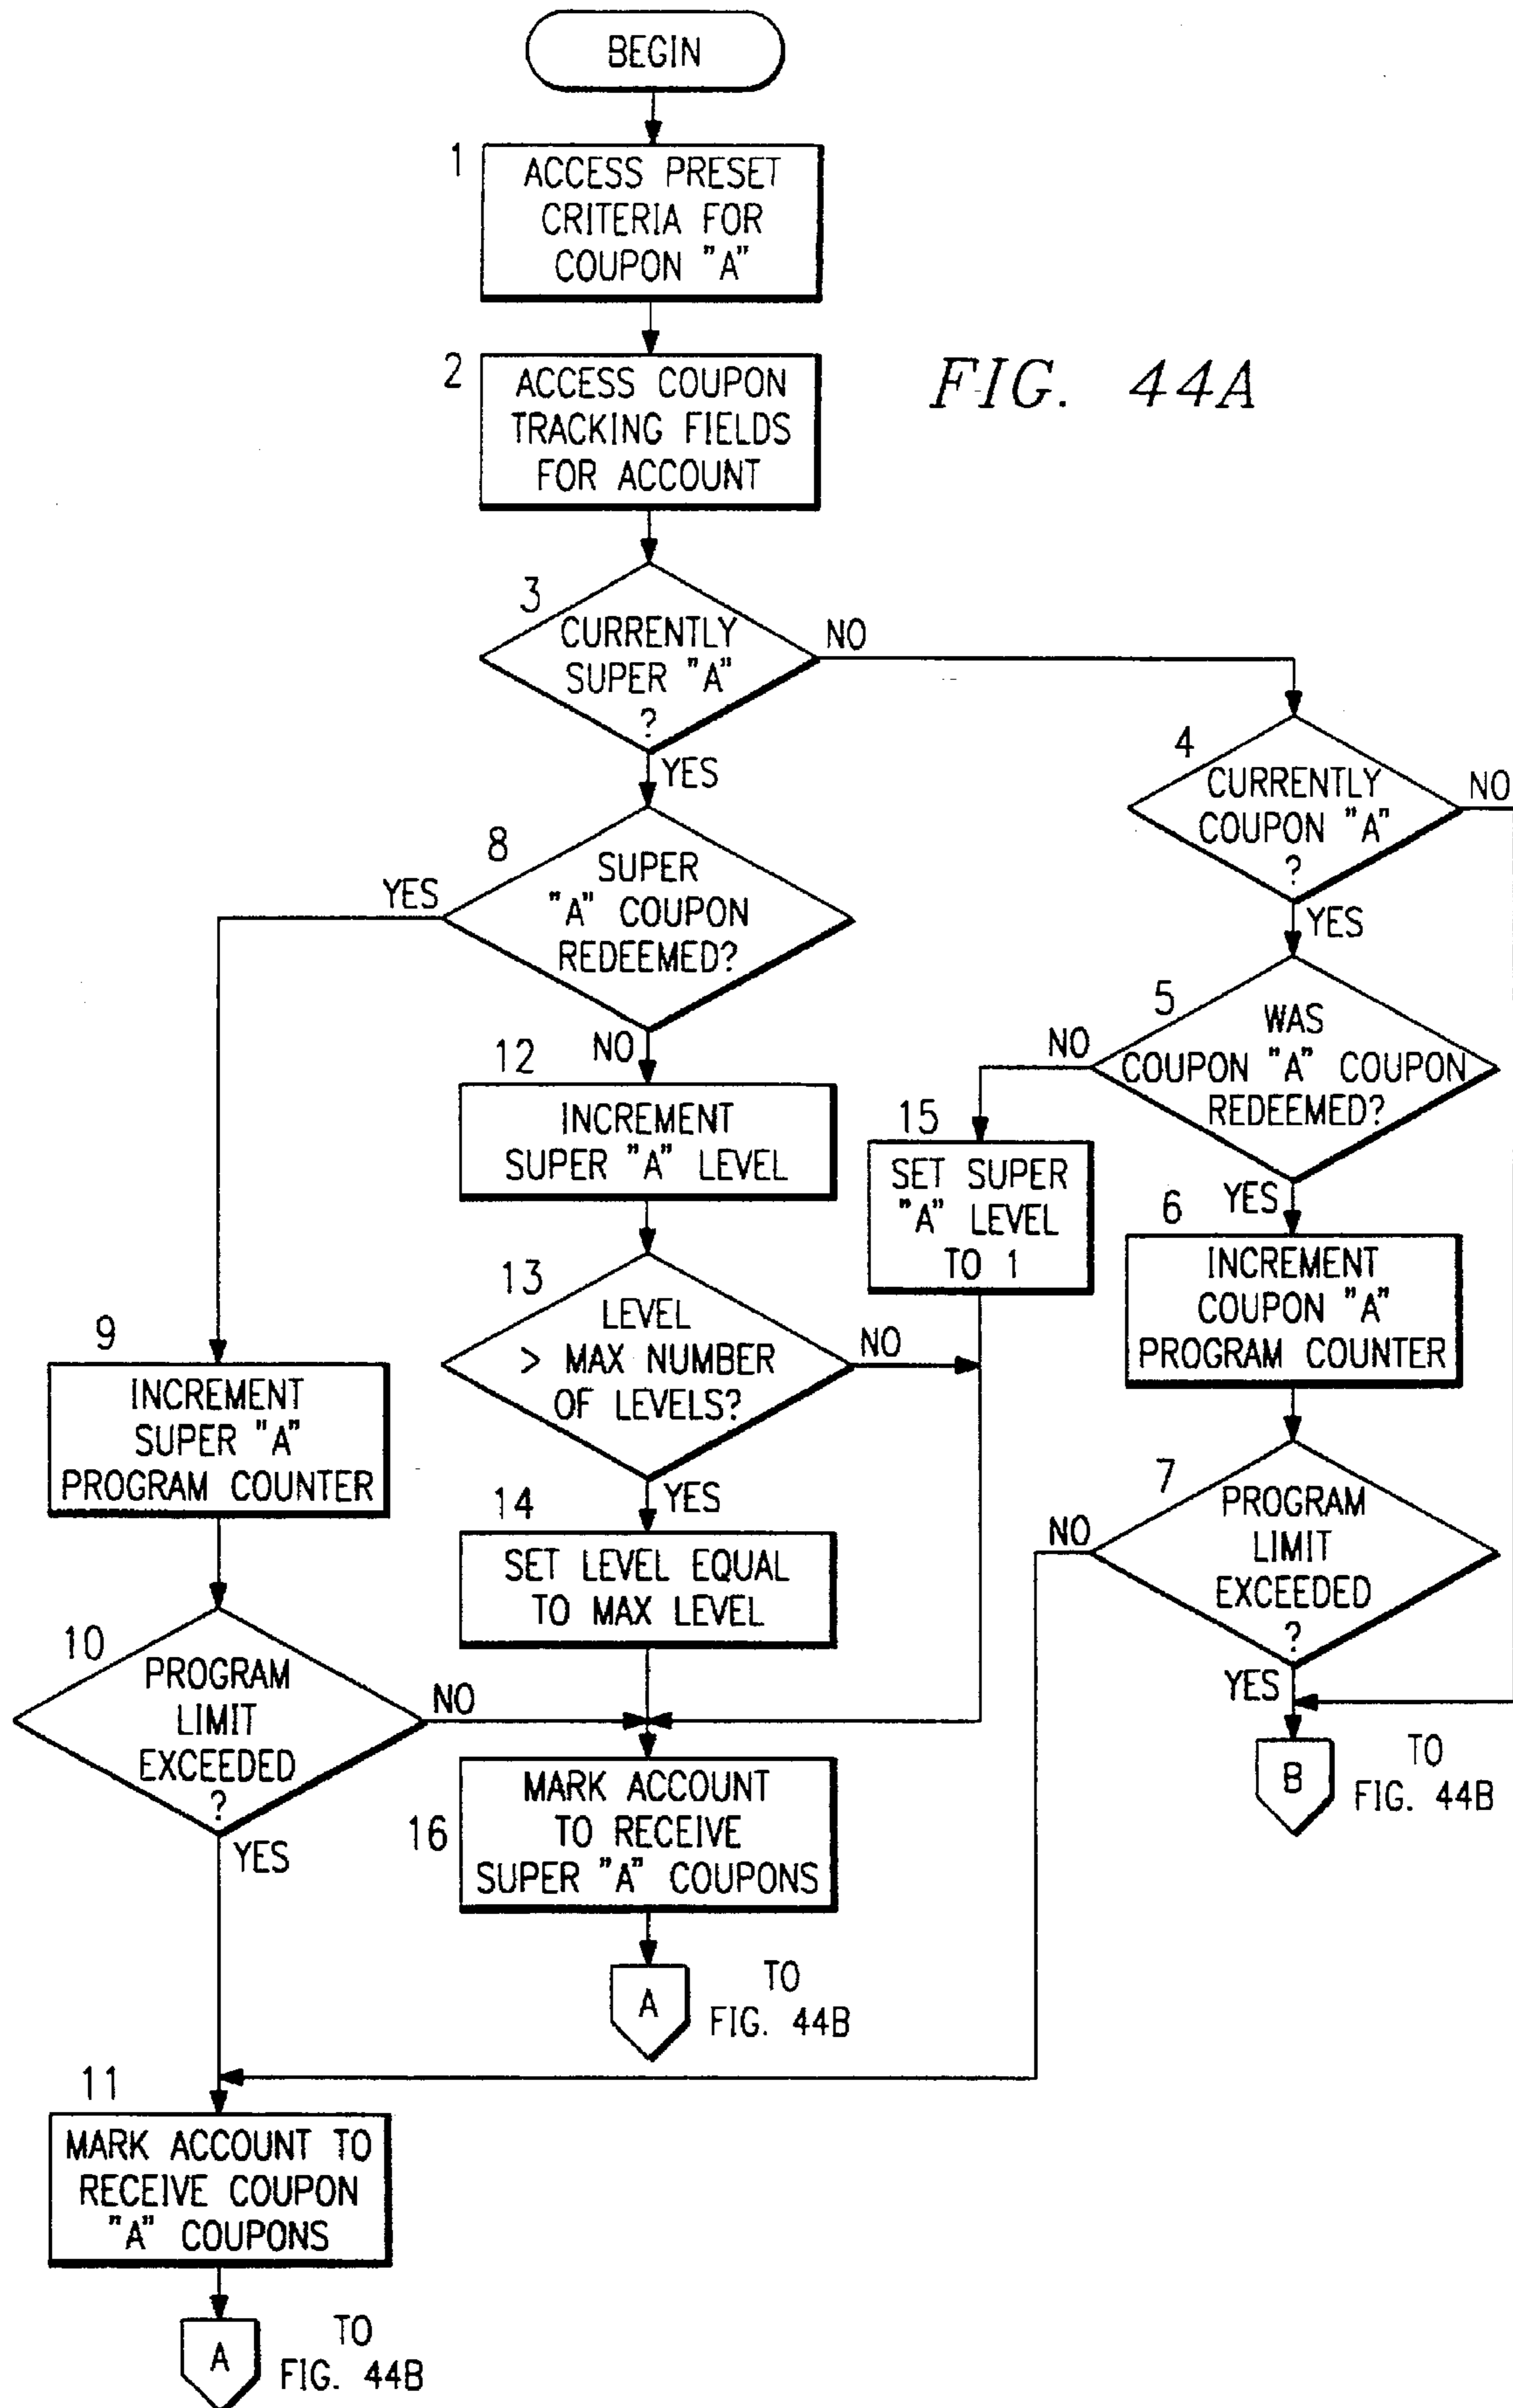 BEGIN
1
ACCESS PRESET
CRITERIA FOR
COUPON "A"
FIG. 44A
2
ACCESS COUPON
TRACKING FIELDS
FOR ACCOUNT
3
CURRENTLY
SUPER "A"
?
NO
YES
4
CURRENTLY
COUPON "A"
?
NO
YES
8
SUPER
"A" COUPON
REDEEMED?
YES
NO
5
WAS
COUPON "A" COUPON
REDEEMED?
NO
YES
12
INCREMENT
SUPER "A" LEVEL
15
SET SUPER
"A" LEVEL
TO 1
6
INCREMENT
COUPON "A"
PROGRAM COUNTER
13
LEVEL
> MAX NUMBER
OF LEVELS?
NO
YES
9
INCREMENT
SUPER "A"
PROGRAM COUNTER
7
PROGRAM
LIMIT
EXCEEDED
?
NO
YES
14
SET LEVEL EQUAL
TO MAX LEVEL
10
PROGRAM
LIMIT
EXCEEDED
?
NO
YES
B
TO
FIG. 44B
16
MARK ACCOUNT
TO RECEIVE
SUPER "A" COUPONS
A
TO
FIG. 44B
11
MARK ACCOUNT TO
RECEIVE COUPON
"A" COUPONS
A
TO
FIG. 44B